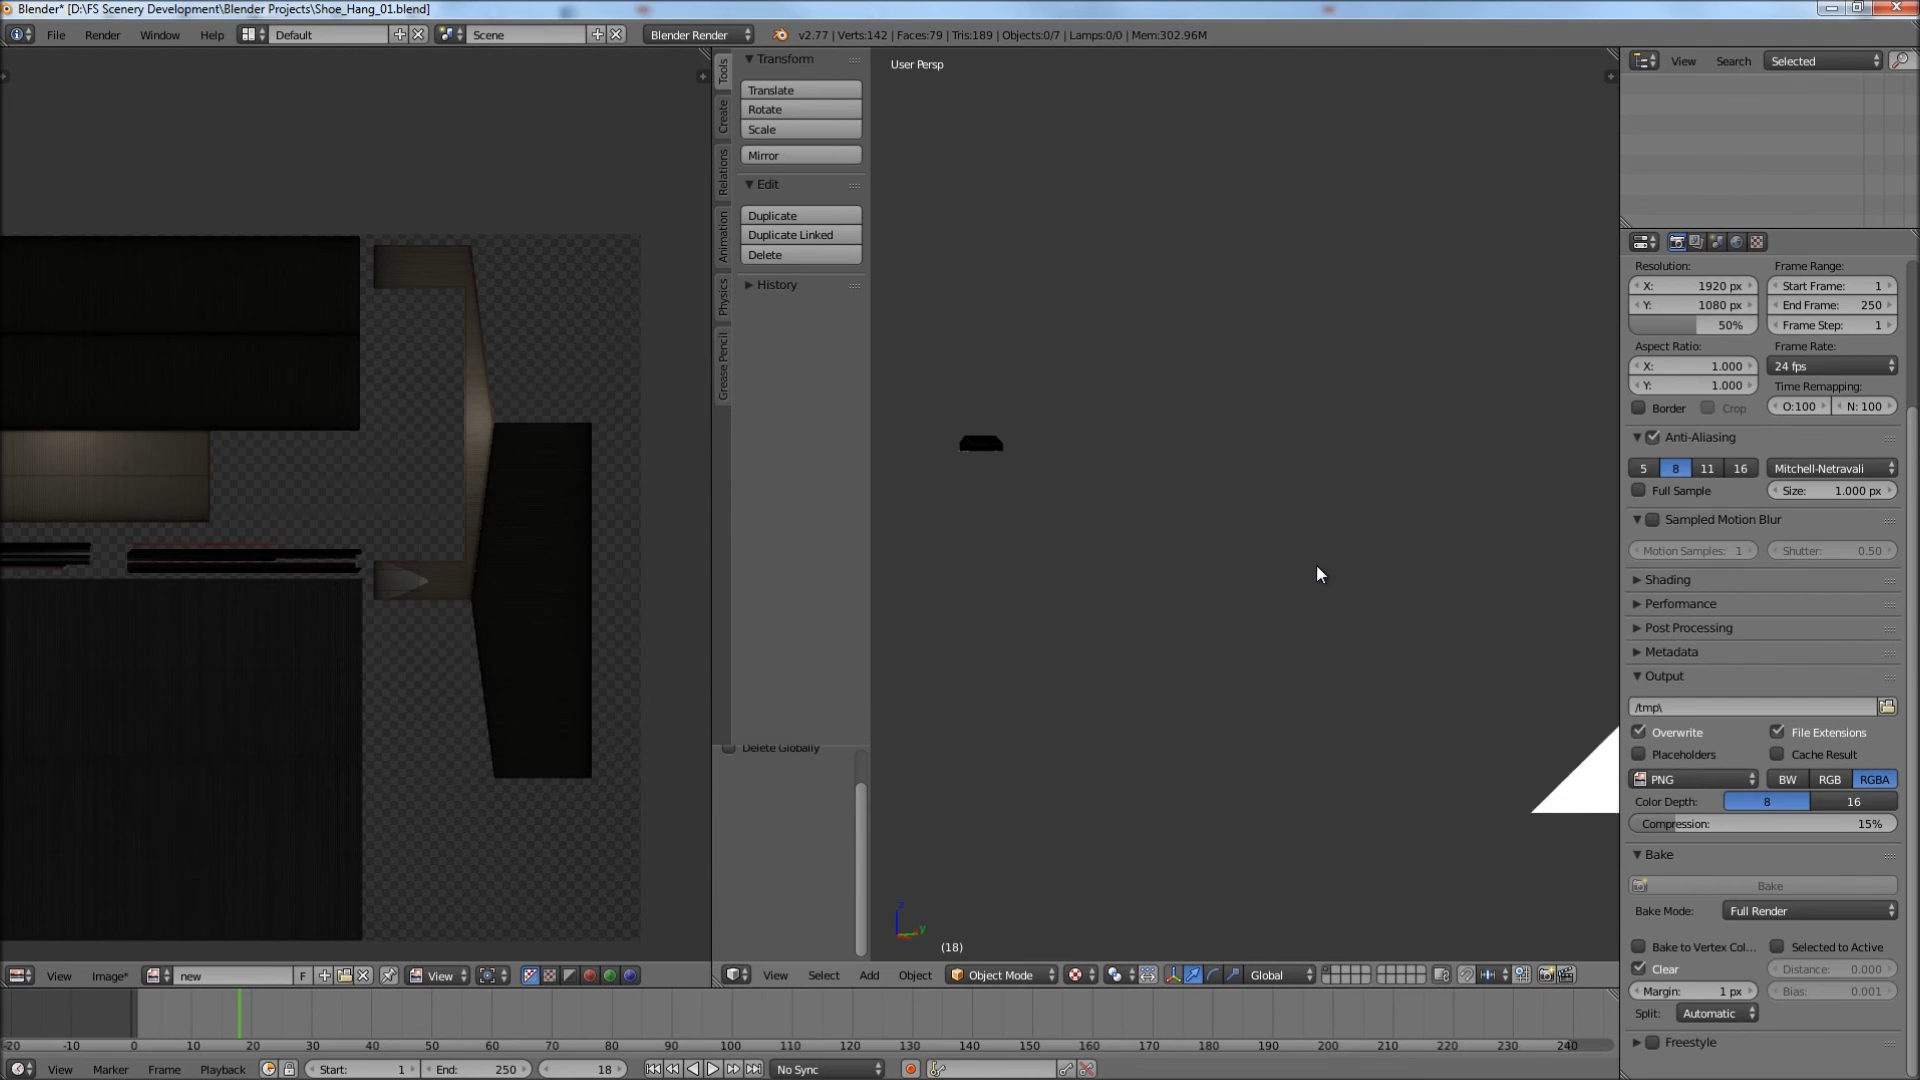 Blender* [D:\FS Scenery Development\Blender Projects\Shoe_Hang_01.blend]
File Render Window Help Default Scene Blender Render v2.77 | Verts:142 | Faces:79 | Tris:189 | Objects:0/7 | Lamps:0/0 | Mem:302.96M
Tools
Create
Relations
Animation
Physics
Grease Pencil
Transform
Translate
Rotate
Scale
Mirror
Edit
Duplicate
Duplicate Linked
Delete
History
Delete Globally
User Persp
z
y
(18)
View Search Selected
Resolution: Frame Range:
X: 1920 px Start Frame: 1
Y: 1080 px End Frame: 250
50% Frame Step: 1
Aspect Ratio: Frame Rate:
X: 1.000 24 fps
Y: 1.000 Time Remapping:
Border Crop O:100 N: 100
Anti-Aliasing
5 8 11 16 Mitchell-Netravali
Full Sample Size: 1.000 px
Sampled Motion Blur
Motion Samples: 1 Shutter: 0.50
Shading
Performance
Post Processing
Metadata
Output
/tmp\
Overwrite File Extensions
Placeholders Cache Result
PNG BW RGB RGBA
Color Depth: 8 16
Compression: 15%
Bake
Bake
Bake Mode: Full Render
Bake to Vertex Col... Selected to Active
Clear Distance: 0.000
Margin: 1 px Bias: 0.001
Split: Automatic
Freestyle
View Image* new F View
View Select Add Object Object Mode Global
-20 -10 0 10 20 30 40 50 60 70 80 90 100 110 120 130 140 150 160 170 180 190 200 210 220 230 240
View Marker Frame Playback Start: 1 End: 250 18 No Sync